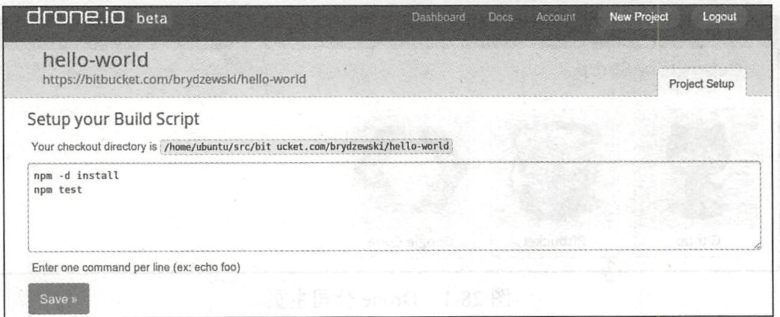 drone.io beta
Dashboard Docs Account New Project Logout
hello-world
https://bitbucket.com/brydzewski/hello-world
Project Setup
Setup your Build Script
Your checkout directory is /home/ubuntu/src/bit ucket.com/brydzewski/hello-world
npm -d install
npm test
Enter one command per line (ex: echo foo)
Save »